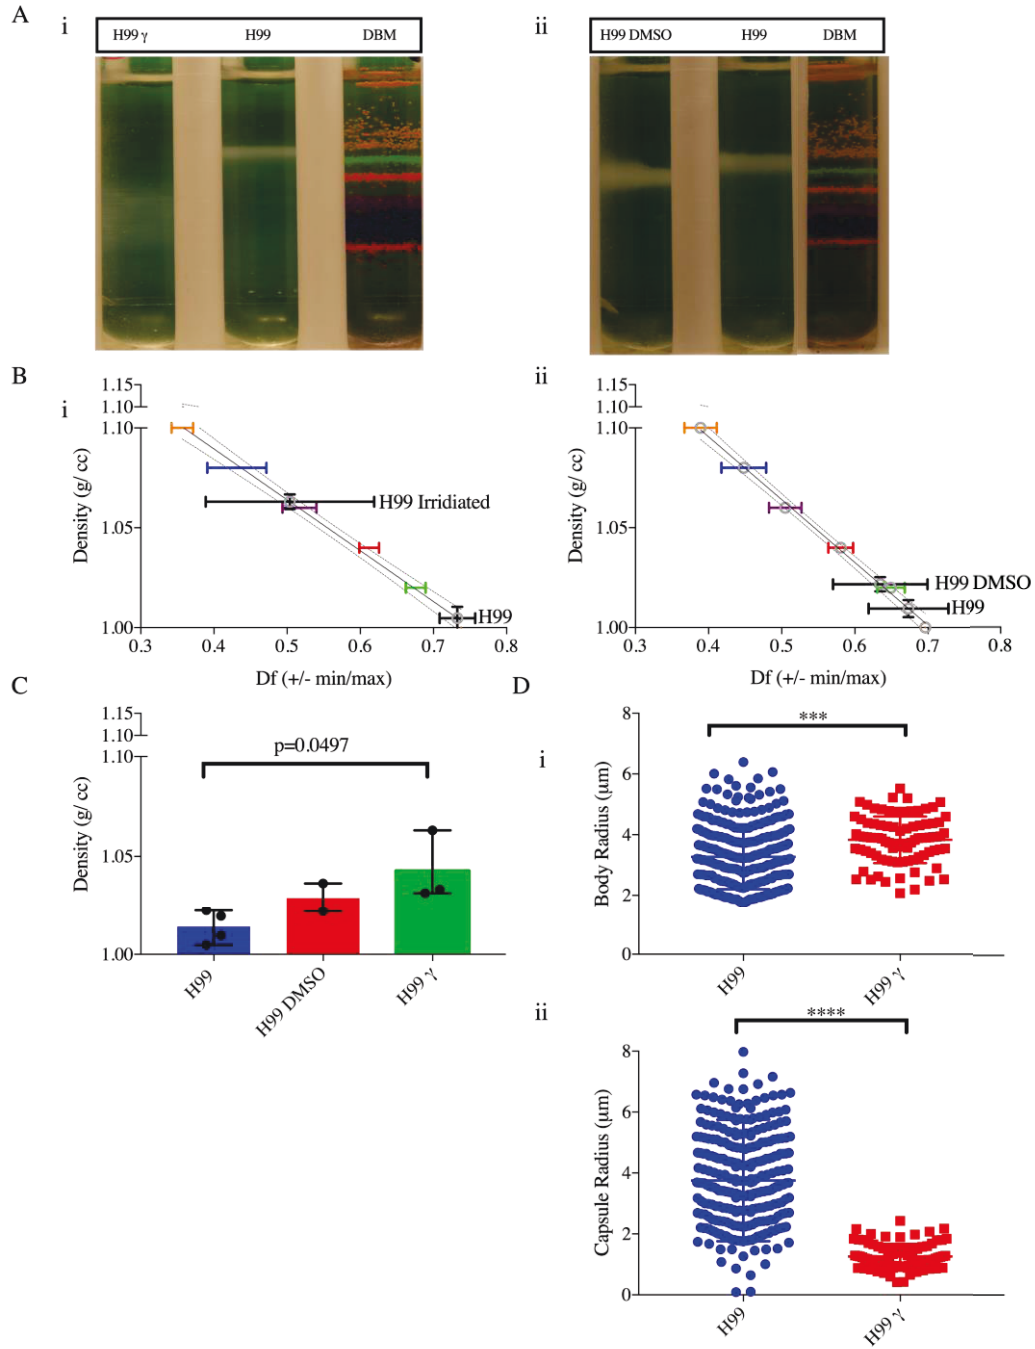 A
i
H99 γ H99 DBM
ii
H99 DMSO H99 DBM
B
i
1.15
1.10
1.10
1.05
1.00
Density (g/ cc)
H99 Irridiated
H99
0.3 0.4 0.5 0.6 0.7 0.8
Df (+/- min/max)
ii
1.15
1.10
1.10
1.05
1.00
Density (g/ cc)
H99 DMSO
H99
0.3 0.4 0.5 0.6 0.7 0.8
Df (+/- min/max)
C
1.15
1.10
1.10
1.05
1.00
Density (g/ cc)
p=0.0497
H99
H99 DMSO
H99 γ
D
i
8
6
4
2
0
Body Radius (μm)
***
H99
H99 γ
ii
8
6
4
2
0
Capsule Radius (μm)
****
H99
H99 γ